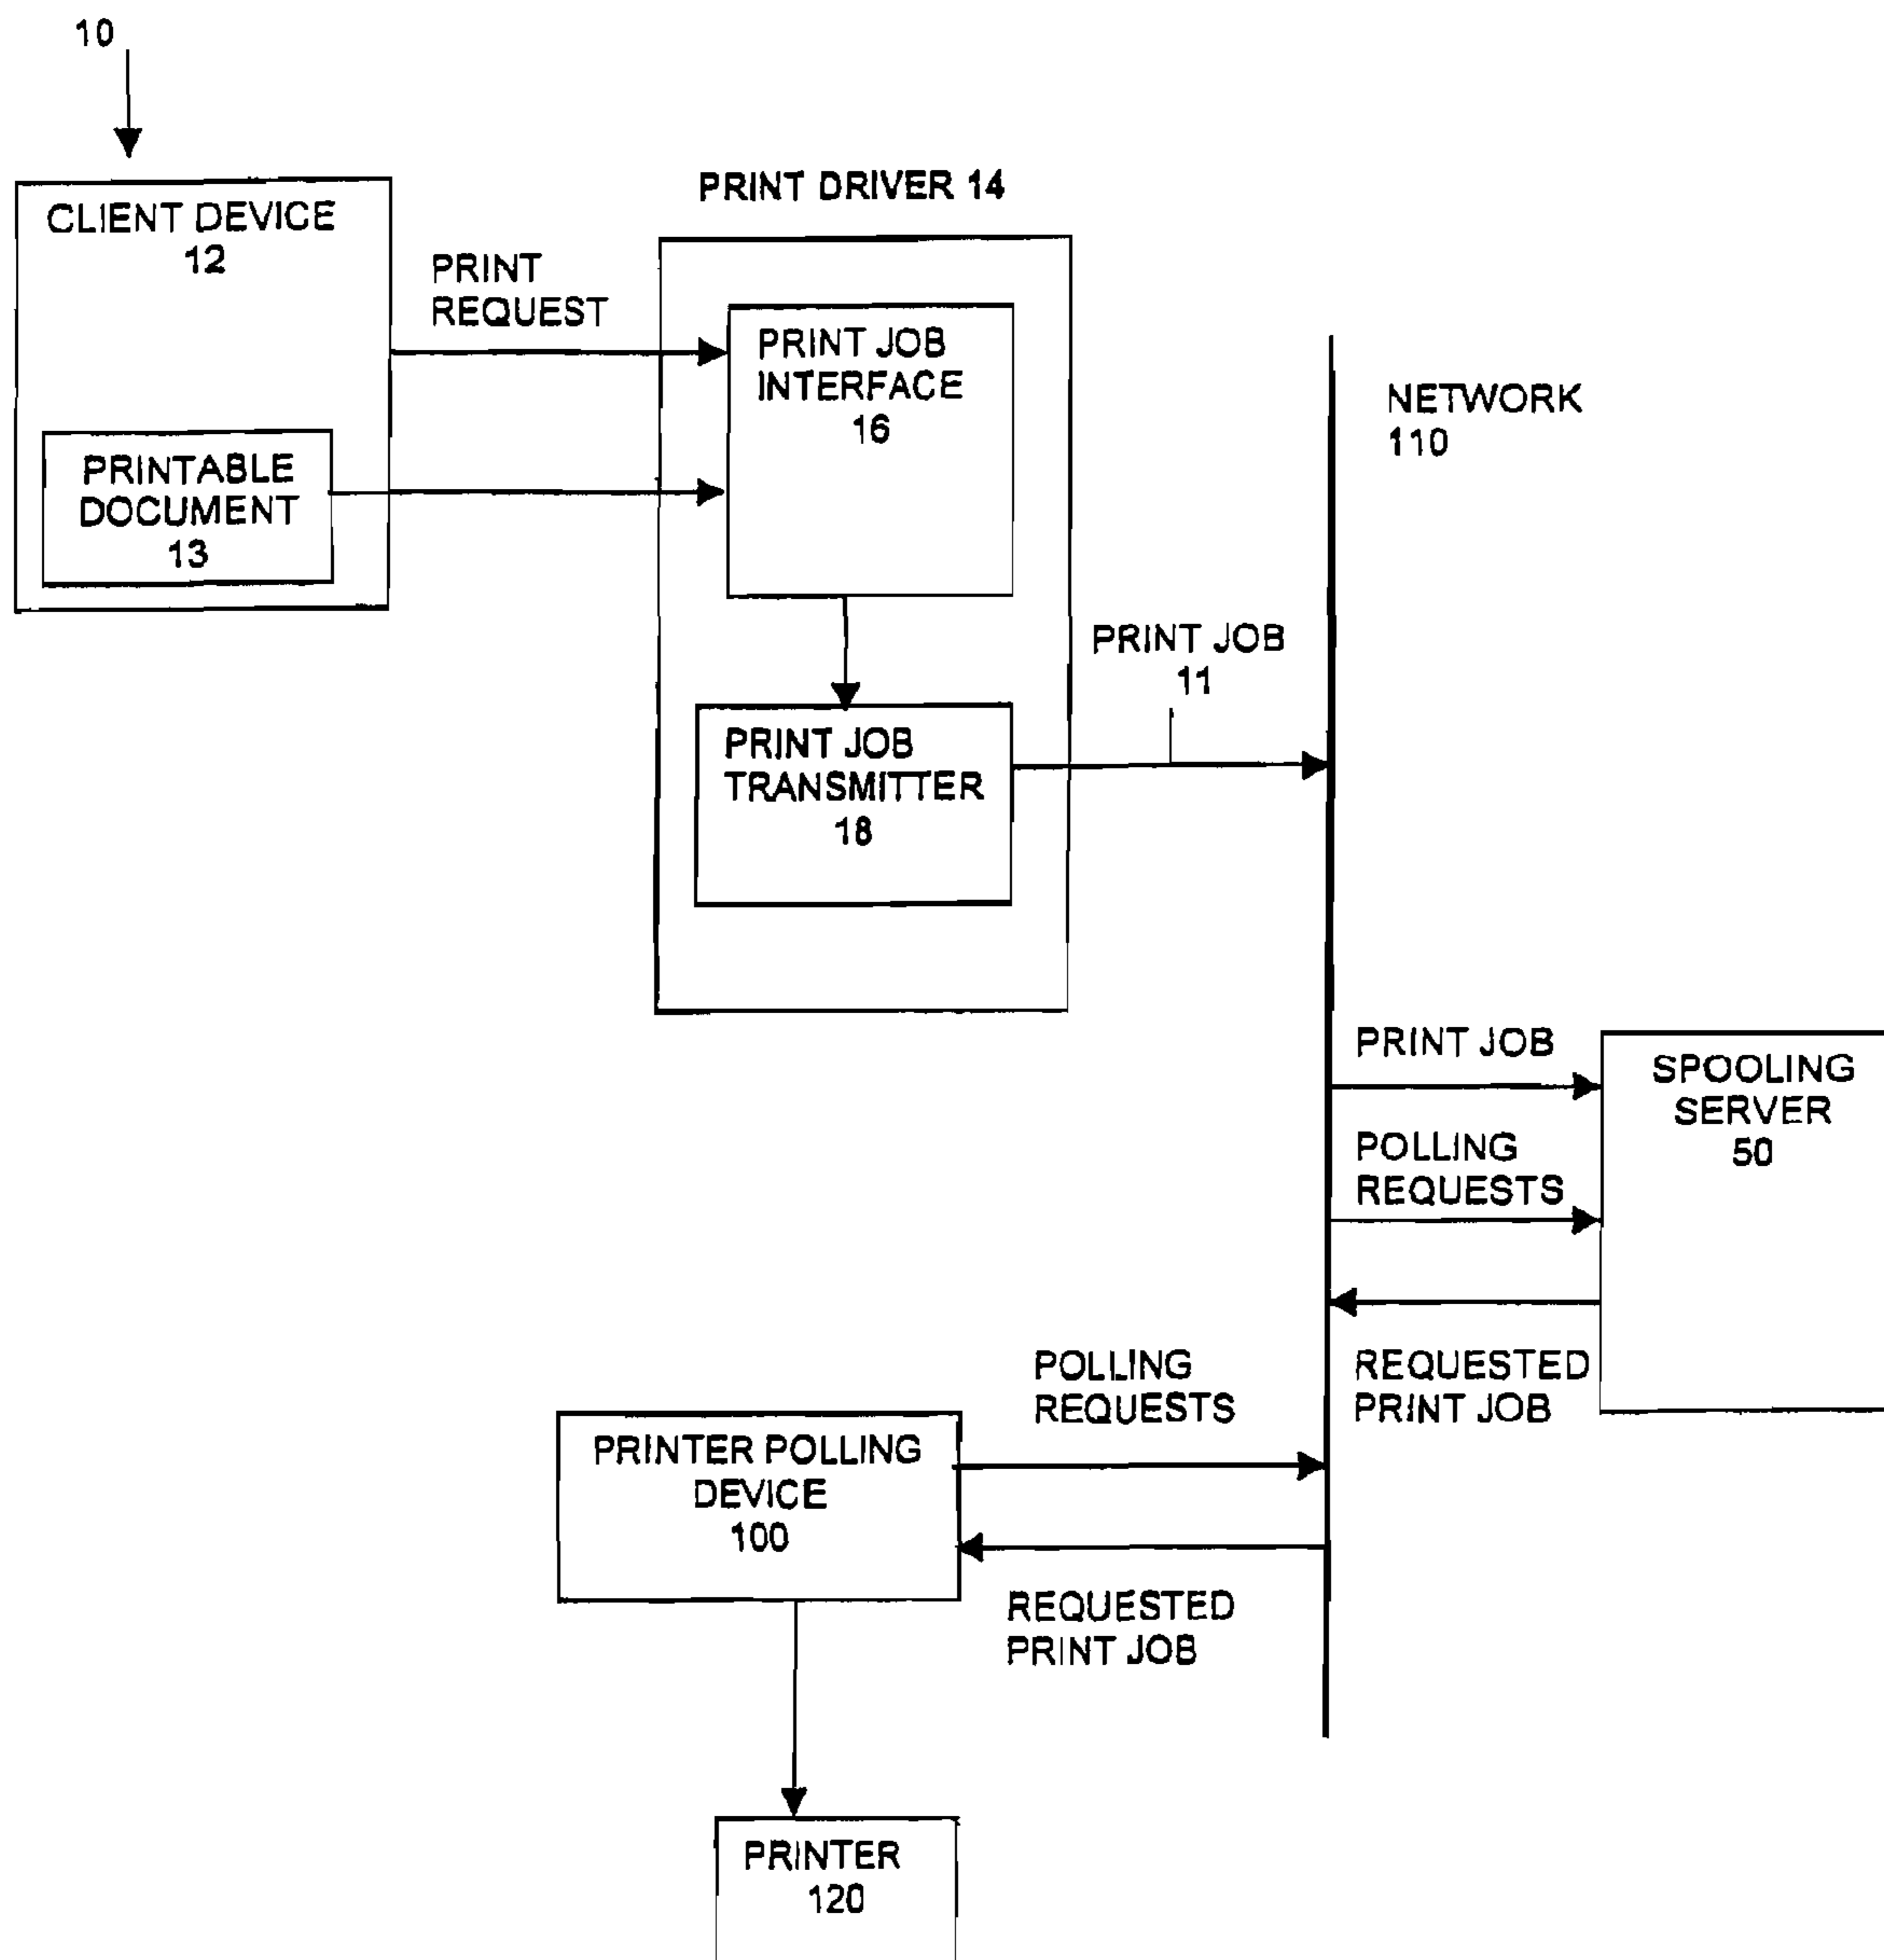 10
CLIENT DEVICE
12
PRINTABLE
DOCUMENT
13
PRINT
REQUEST
PRINT DRIVER 14
PRINT JOB
INTERFACE
16
PRINT JOB
TRANSMITTER
18
PRINT JOB
11
NETWORK
110
PRINT JOB
POLLING
REQUESTS
SPOOLING
SERVER
50
REQUESTED
PRINT JOB
POLLING
REQUESTS
PRINTER POLLING
DEVICE
100
REQUESTED
PRINT JOB
PRINTER
120